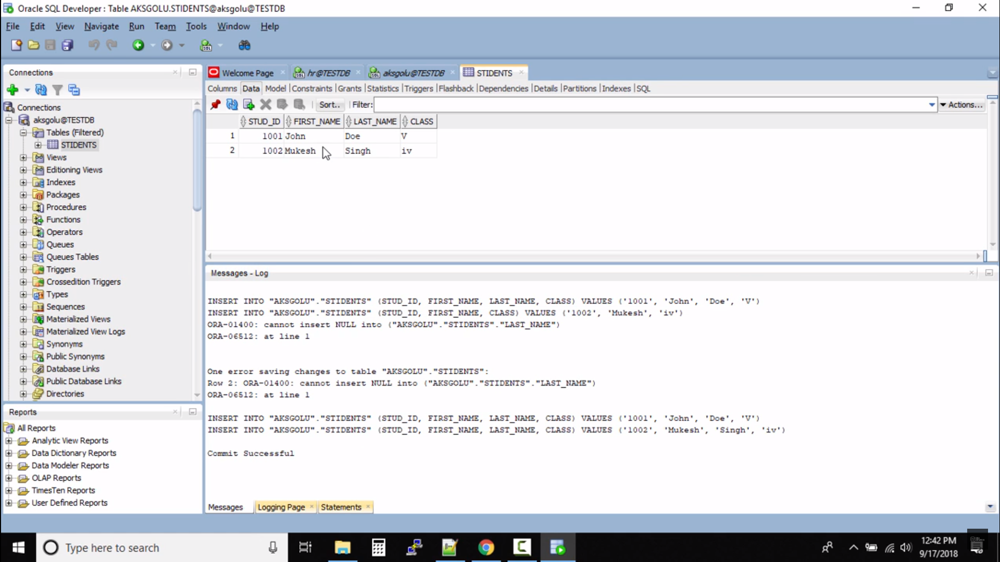 Oracle SQL Developer : Table AKSGOLU.STIDENTS@aksgolu@TESTDB
File Edit View Navigate Run Team Tools Window Help
Connections
Connections
aksgolu@TESTDB
Tables (Filtered)
STIDENTS
Views
Editioning Views
Indexes
Packages
Procedures
Functions
Operators
Queues
Queues Tables
Triggers
Crossedition Triggers
Types
Sequences
Materialized Views
Materialized View Logs
Synonyms
Public Synonyms
Database Links
Public Database Links
Directories
Reports
All Reports
Analytic View Reports
Data Dictionary Reports
Data Modeler Reports
OLAP Reports
TimesTen Reports
User Defined Reports
Welcome Page hr@TESTDB aksgolu@TESTDB STIDENTS
Columns Data Model |Constraints |Grants |Statistics |Triggers |Flashback |Dependencies |Details |Partitions |Indexes |SQL
Sort.. Filter: Actions...
STUD_ID FIRST_NAME LAST_NAME CLASS
1 1001 John Doe V
2 1002 Mukesh Singh iv
Messages - Log
INSERT INTO "AKSGOLU"."STIDENTS" (STUD_ID, FIRST_NAME, LAST_NAME, CLASS) VALUES ('1001', 'John', 'Doe', 'V')
INSERT INTO "AKSGOLU"."STIDENTS" (STUD_ID, FIRST_NAME, CLASS) VALUES ('1002', 'Mukesh', 'iv')
ORA-01400: cannot insert NULL into ("AKSGOLU"."STIDENTS"."LAST_NAME")
ORA-06512: at line 1
One error saving changes to table "AKSGOLU"."STIDENTS":
Row 2: ORA-01400: cannot insert NULL into ("AKSGOLU"."STIDENTS"."LAST_NAME")
ORA-06512: at line 1
INSERT INTO "AKSGOLU"."STIDENTS" (STUD_ID, FIRST_NAME, LAST_NAME, CLASS) VALUES ('1001', 'John', 'Doe', 'V')
INSERT INTO "AKSGOLU"."STIDENTS" (STUD_ID, FIRST_NAME, LAST_NAME, CLASS) VALUES ('1002', 'Mukesh', 'Singh', 'iv')
Commit Successful
Messages Logging Page Statements
Type here to search
12:42 PM
9/17/2018